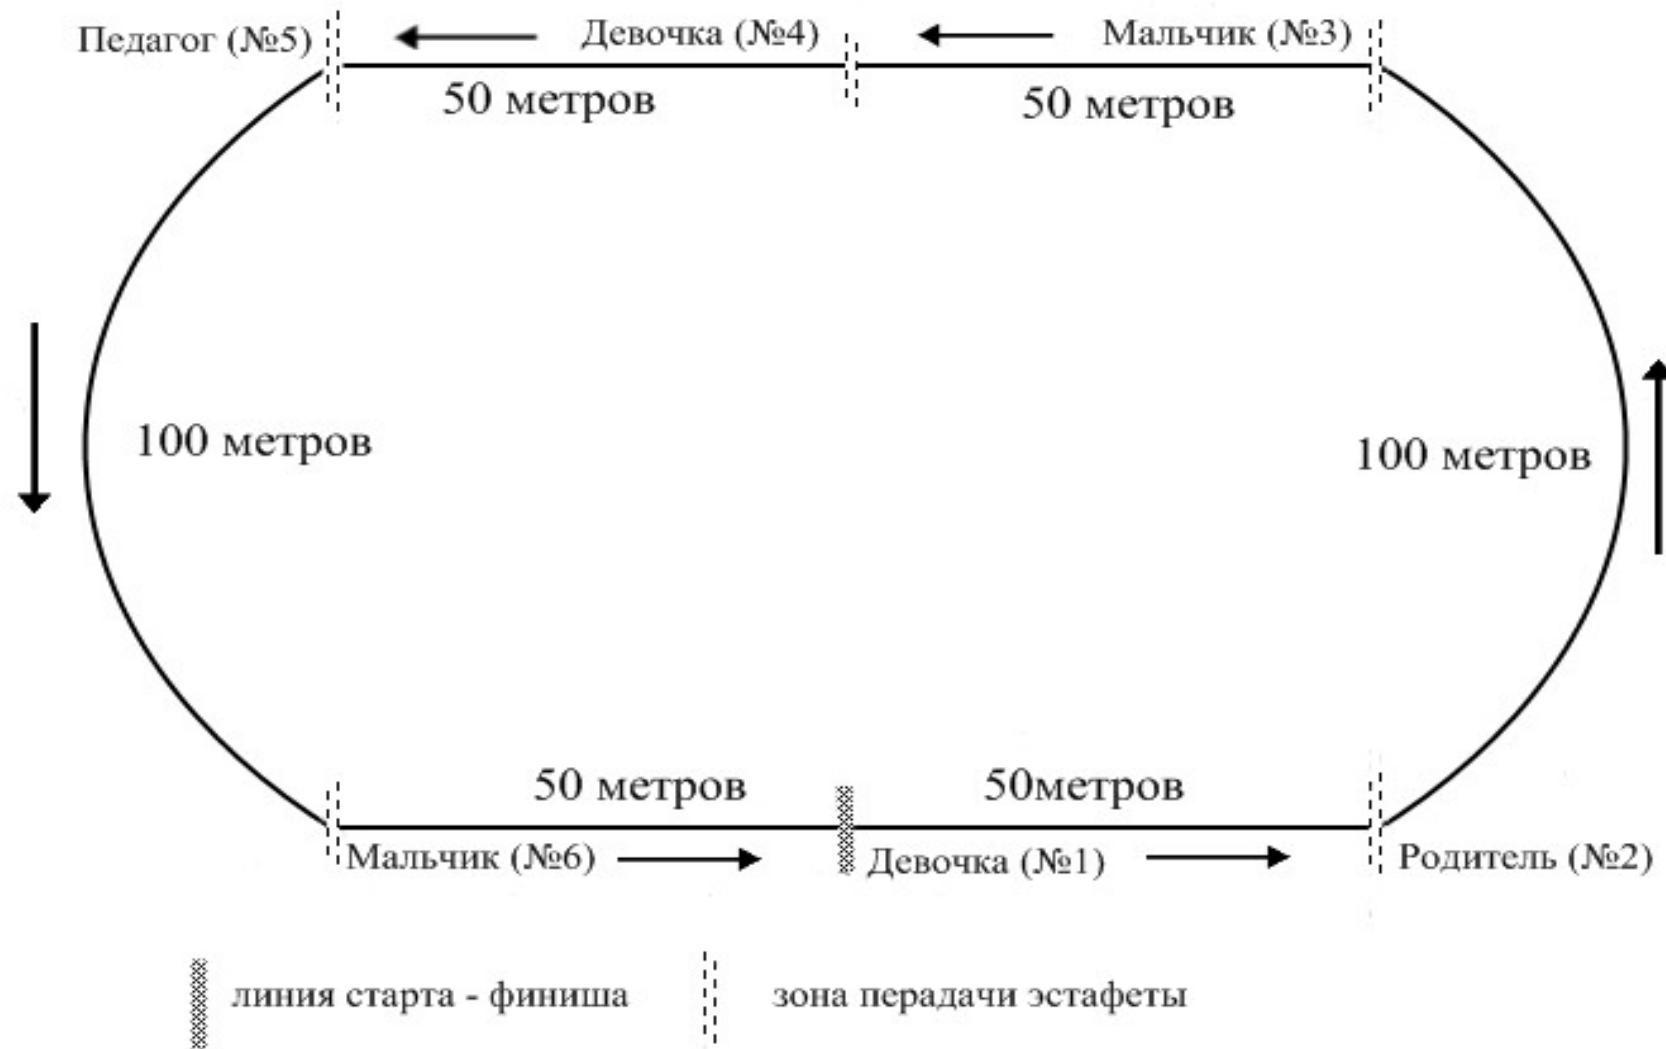 Педагог (№5)
Девочка (№4)
Мальчик (№3)
50 метров
50 метров
100 метров
100 метров
50 метров
50метров
Мальчик (№6)
Девочка (№1)
Родитель (№2)
линия старта - финиша
зона перадачи эстафеты